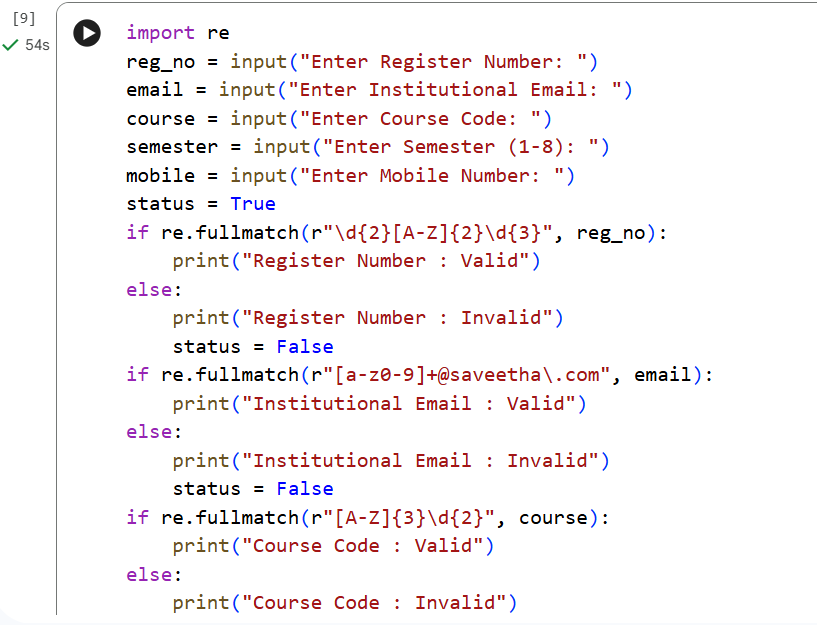 [9]
54s
import re
reg_no = input("Enter Register Number: ")
email = input("Enter Institutional Email: ")
course = input("Enter Course Code: ")
semester = input("Enter Semester (1-8): ")
mobile = input("Enter Mobile Number: ")
status = True
if re.fullmatch(r"\d{2}[A-Z]{2}\d{3}", reg_no):
    print("Register Number : Valid")
else:
    print("Register Number : Invalid")
    status = False
if re.fullmatch(r"[a-z0-9]+@saveetha\.com", email):
    print("Institutional Email : Valid")
else:
    print("Institutional Email : Invalid")
    status = False
if re.fullmatch(r"[A-Z]{3}\d{2}", course):
    print("Course Code : Valid")
else:
    print("Course Code : Invalid")